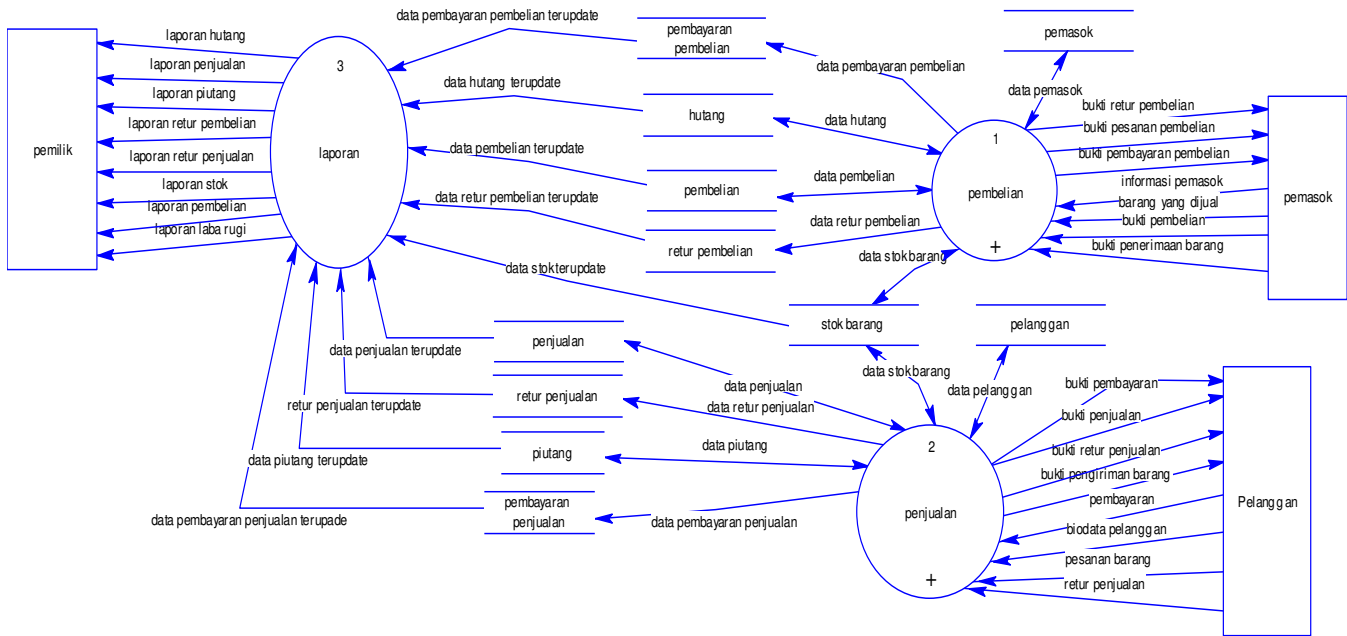 data pembayaran pembelian terupdate
pembayaran
pembelian
pemasok
laporan hutang
3
laporan penjualan
data pembayaran pembelian
data hutang terupdate
data pemasok
laporan piutang
bukti retur pembelian
laporan retur pembelian
hutang
data hutang
1
bukti pesanan pembelian
pemilik
laporan
data pembelian terupdate
bukti pembayaran pembelian
laporan retur penjualan
data pembelian
informasi pemasok
laporan stok
pembelian
pembelian
pemasok
data retur pembelian terupdate
barang yang dijual
laporan pembelian
data retur pembelian
bukti pembelian
laporan laba rugi
retur pembelian
+
bukti penerimaan barang
data stok barang
data stok terupdate
stok barang
pelanggan
penjualan
data penjualan terupdate
data stok barang
data penjualan
data pelanggan
bukti pembayaran
retur penjualan
retur penjualan terupdate
data retur penjualan
bukti penjualan
piutang
data piutang
2
bukti retur penjualan
data piutang terupdate
bukti pengiriman barang
pembayaran
penjualan
pembayaran
Pelanggan
data pembayaran penjualan terupade
data pembayaran penjualan
penjualan
biodata pelanggan
pesanan barang
+
retur penjualan